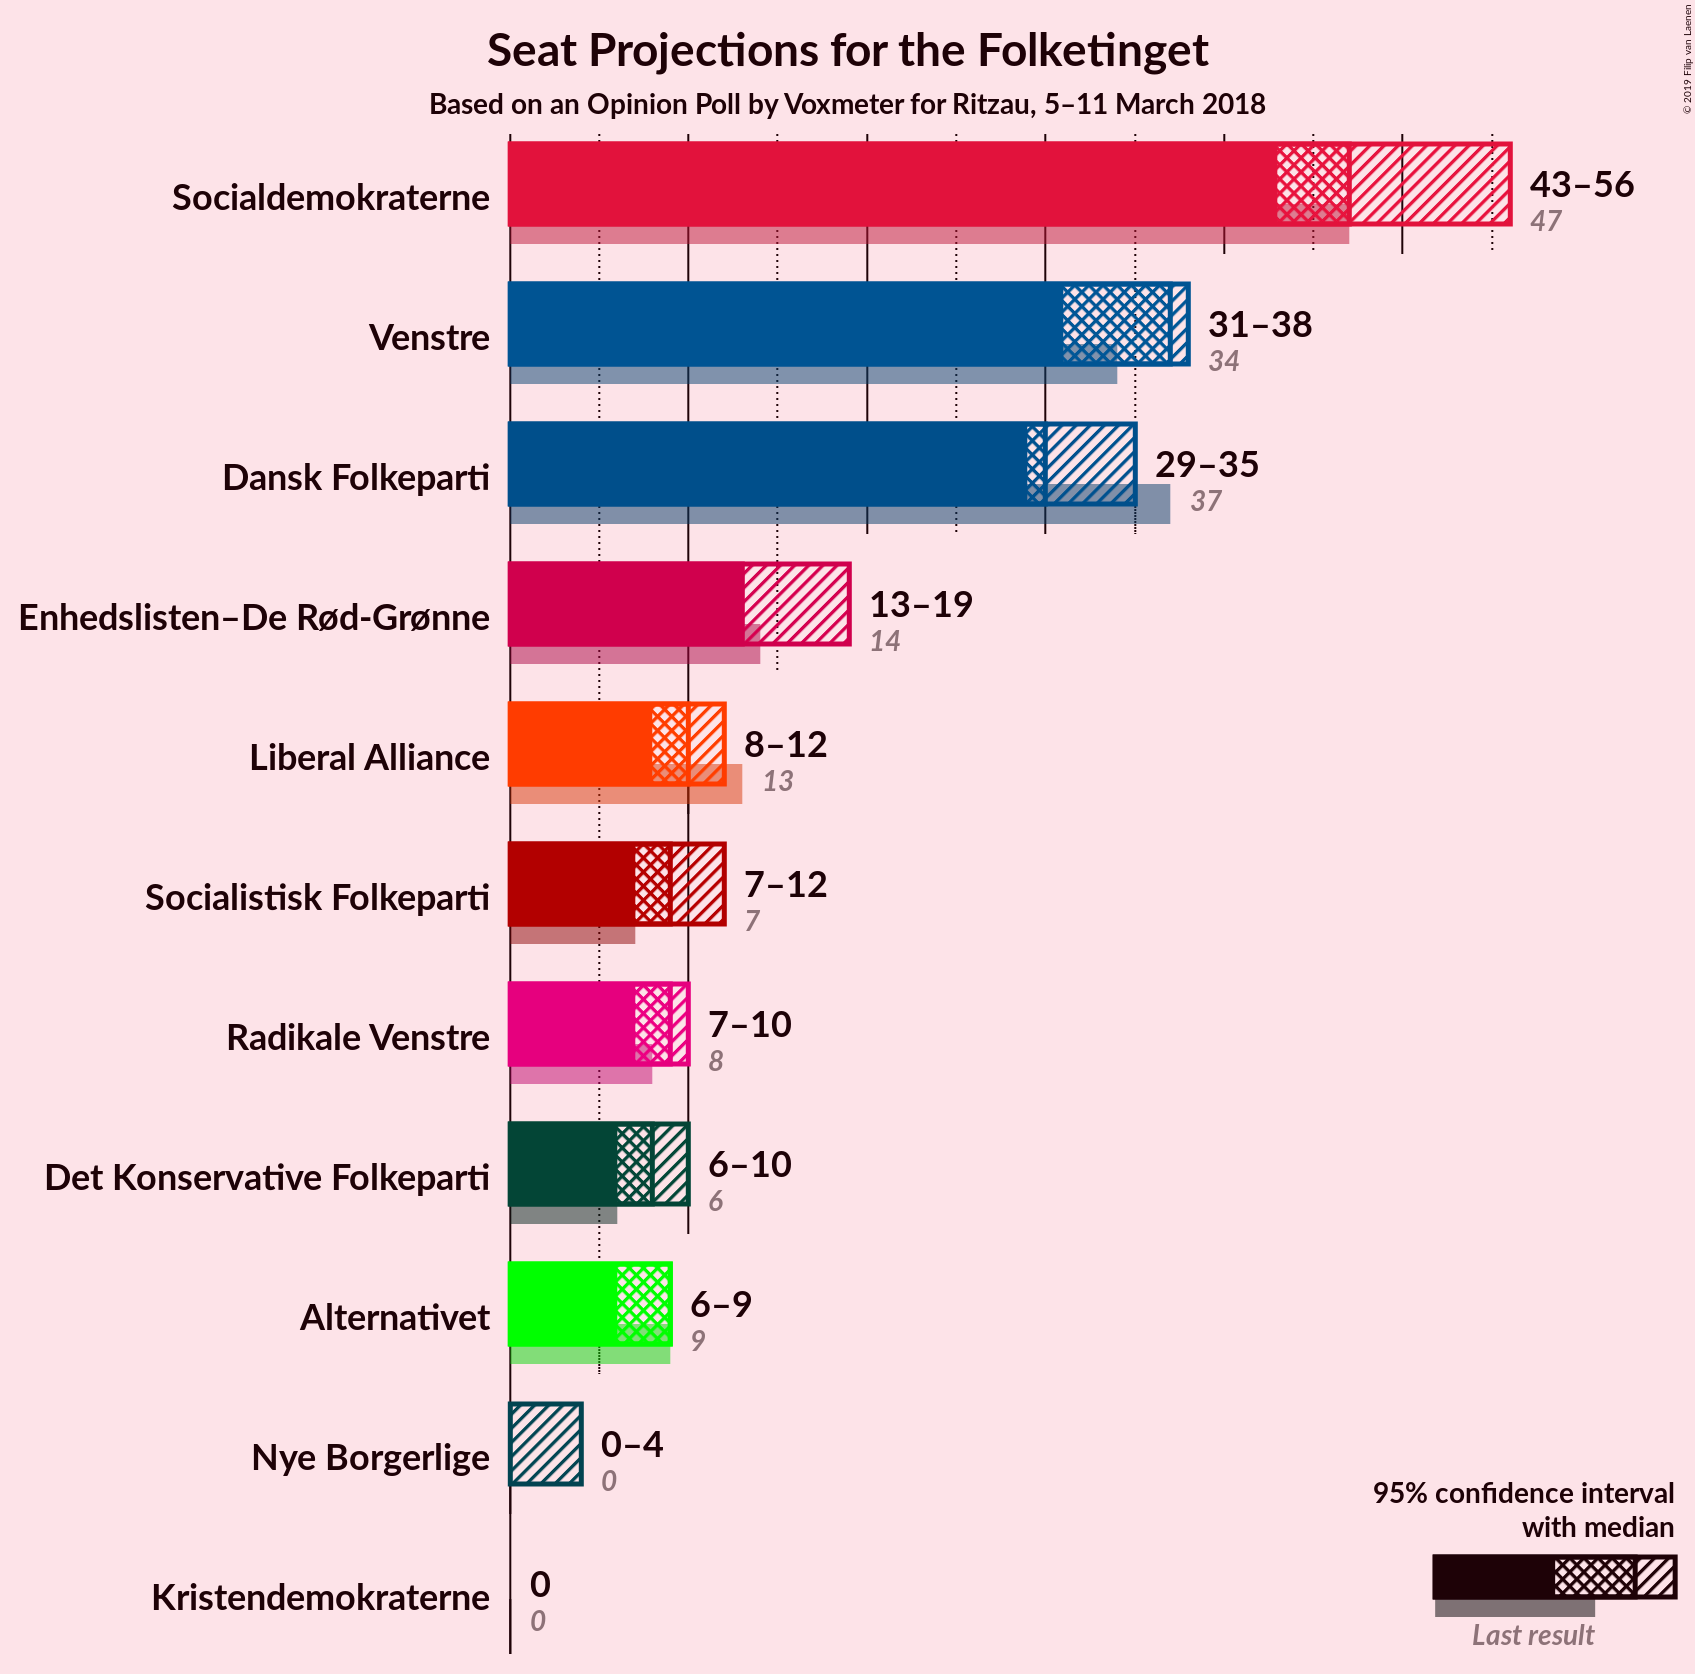 Seat Projections for the Folketinget
Based on an Opinion Poll by Voxmeter for Ritzau, 5–11 March 2018
© 2019 Filip van Laenen
Socialdemokraterne
43–56
47
Venstre
31–38
34
Dansk Folkeparti
29–35
37
Enhedslisten–De Rød-Grønne
13–19
14
Liberal Alliance
8–12
13
Socialistisk Folkeparti
7–12
7
Radikale Venstre
7–10
8
Det Konservative Folkeparti
6–10
6
Alternativet
6–9
9
Nye Borgerlige
0–4
0
Kristendemokraterne
0
0
95% confidence interval
with median
Last result